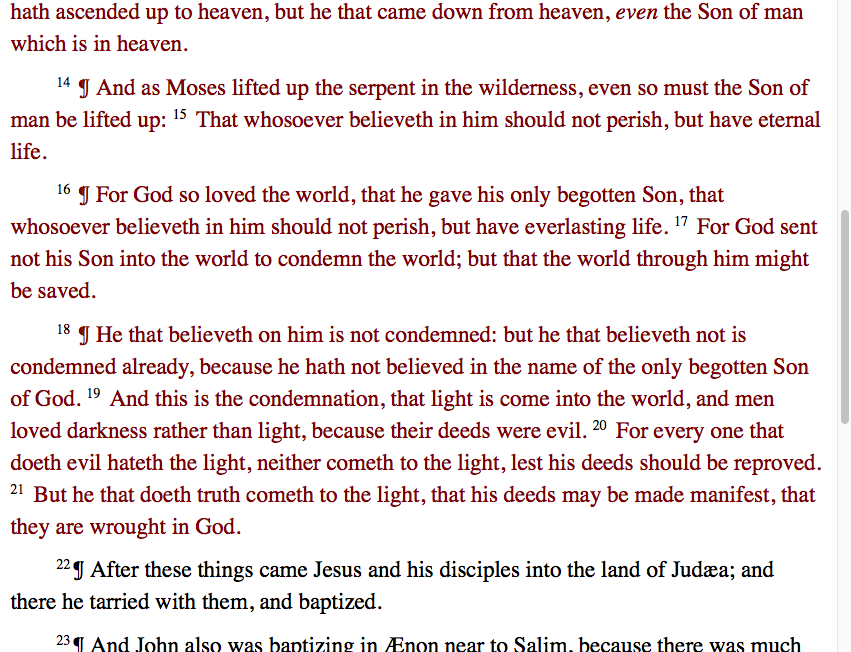 hath ascended up to heaven, but he that came down from heaven, even the Son of man
which is in heaven.
14 ¶ And as Moses lifted up the serpent in the wilderness, even so must the Son of
man be lifted up: 15 That whosoever believeth in him should not perish, but have eternal
life.
16 ¶ For God so loved the world, that he gave his only begotten Son, that
whosoever believeth in him should not perish, but have everlasting life. 17 For God sent
not his Son into the world to condemn the world; but that the world through him might
be saved.
18 ¶ He that believeth on him is not condemned: but he that believeth not is
condemned already, because he hath not believed in the name of the only begotten Son
of God. 19 And this is the condemnation, that light is come into the world, and men
loved darkness rather than light, because their deeds were evil. 20 For every one that
doeth evil hateth the light, neither cometh to the light, lest his deeds should be reproved.
21 But he that doeth truth cometh to the light, that his deeds may be made manifest, that
they are wrought in God.
22 ¶ After these things came Jesus and his disciples into the land of Judæa; and
there he tarried with them, and baptized.
23 ¶ And John also was baptizing in Ænon near to Salim, because there was much